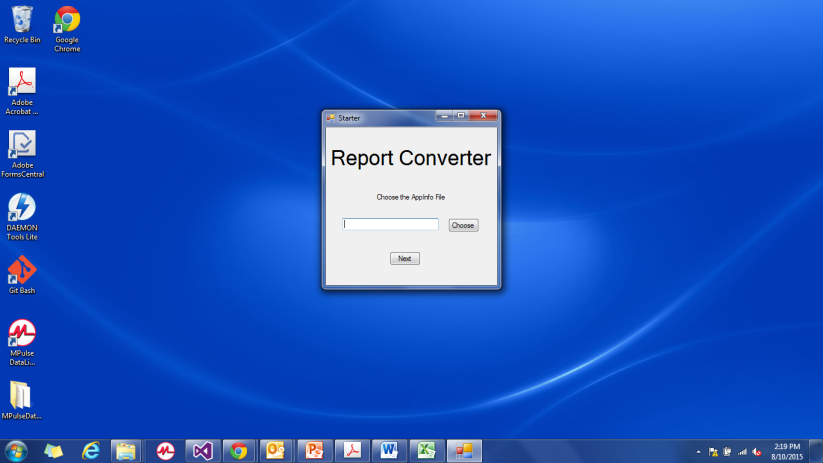 Recycle Bin
Google
Chrome
Adobe
Acrobat ...
Adobe
FormsCentral
DAEMON
Tools Lite
Git Bash
MPulse
DataLi...
MPulseDat...
Starter
Report Converter
Choose the AppInfo File
Choose
Next
2:19 PM
8/10/2015